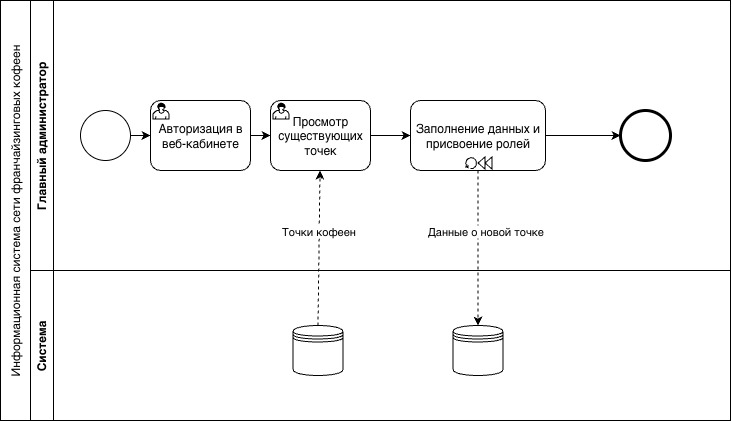 Информационная система сети франчайзинговых кофеен
Главный администратор
Авторизация в
веб-кабинете
Просмотр
существующих
точек
Заполнение данных и
присвоение ролей
Точки кофеен
Данные о новой точке
Система